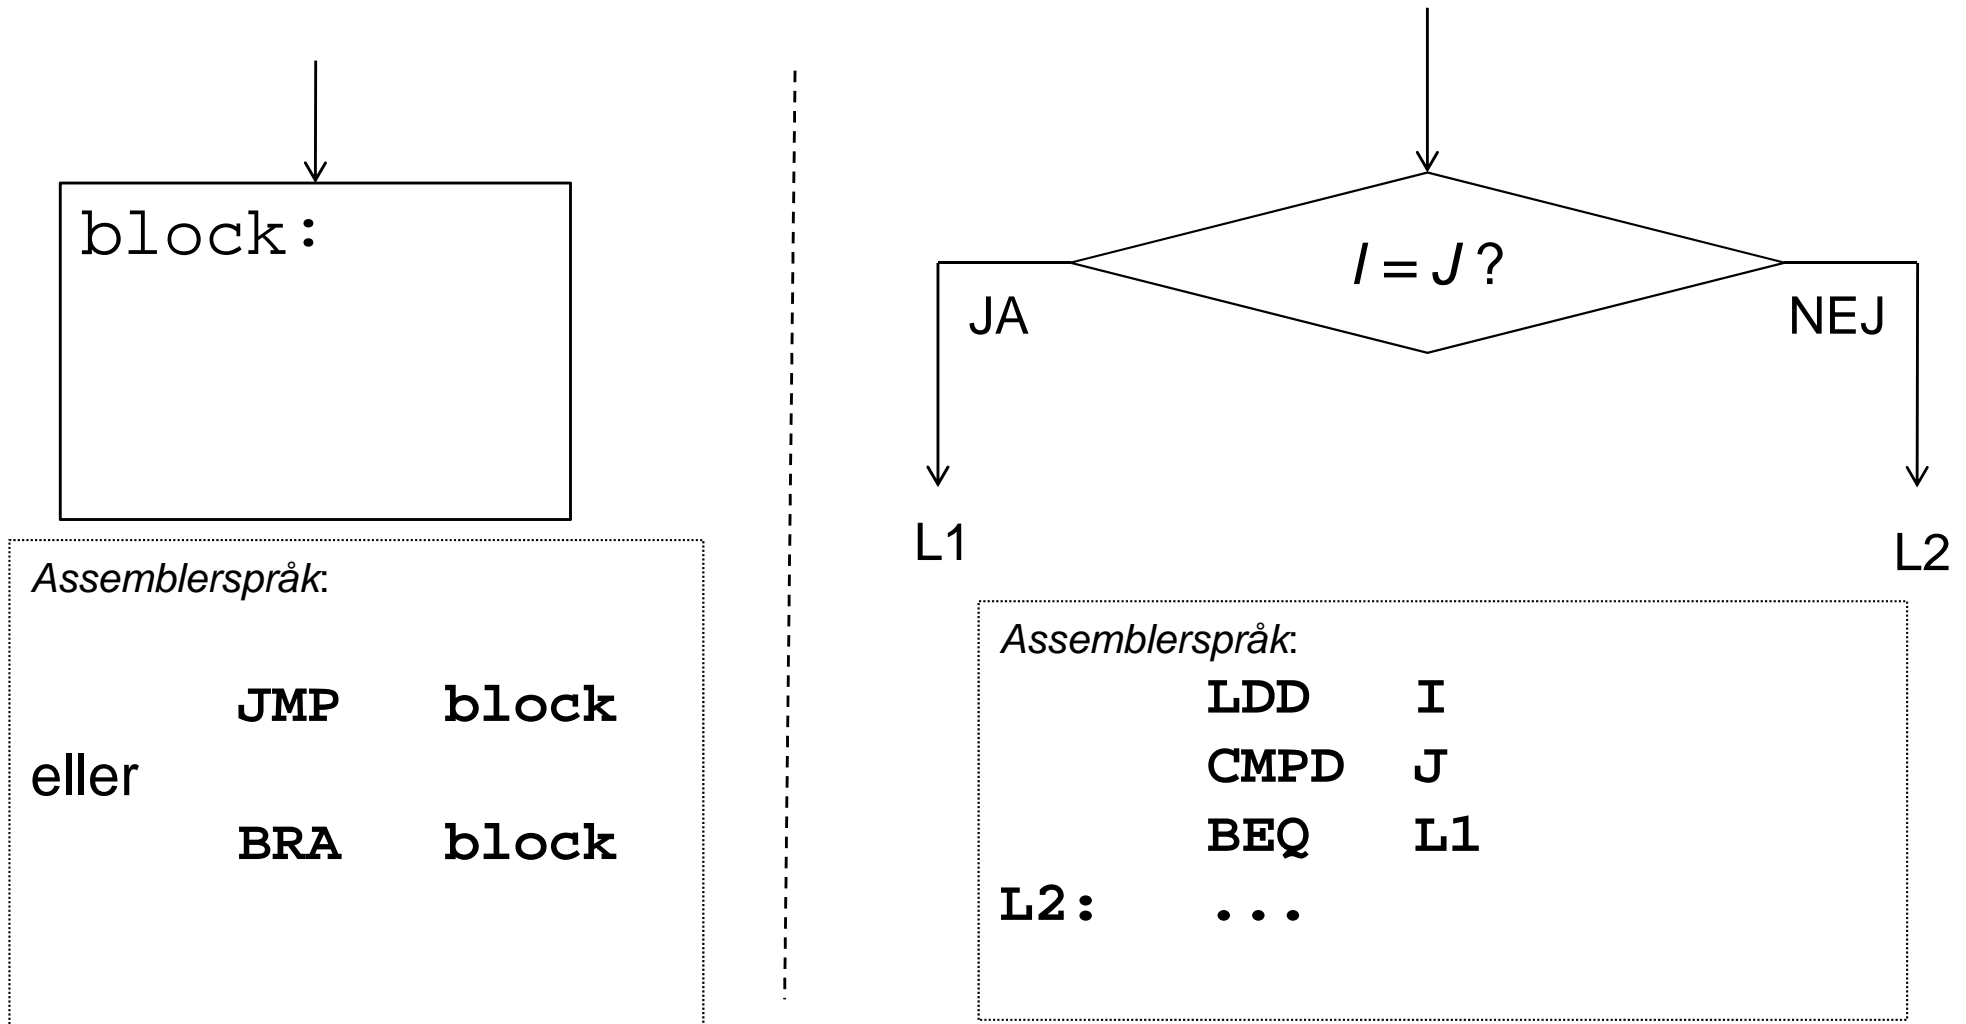 block:
Assemblerspråk:
JMP block
eller
BRA block
I = J ?
JA
NEJ
L1
L2
Assemblerspråk:
LDD I
CMPD J
BEQ L1
L2: ...